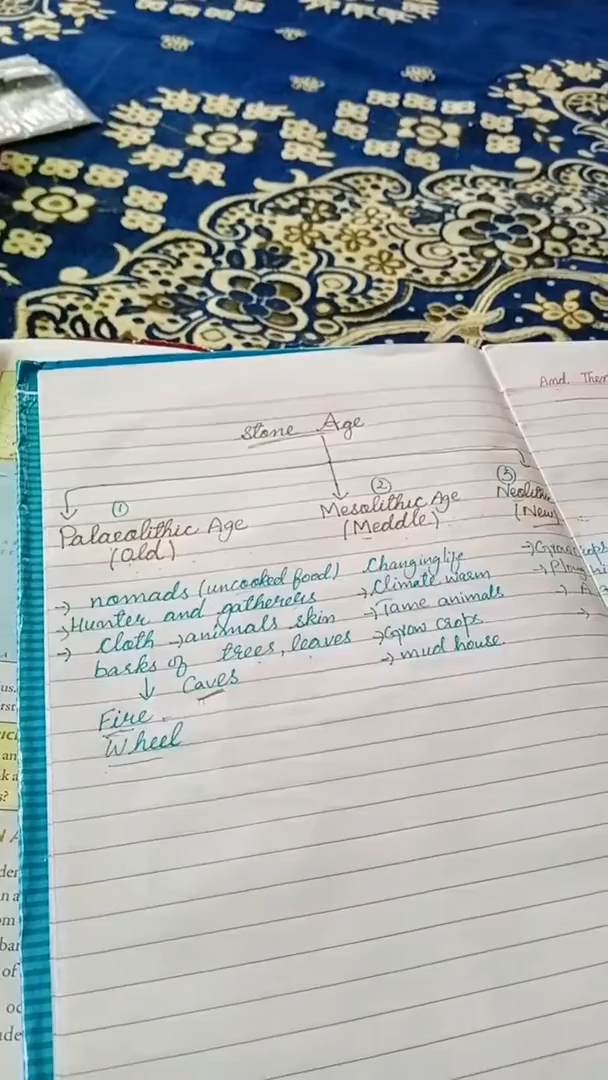 And Then
Stone Age
① ② ③
Palaeolithic Age
(Old)
Mesolithic Age
(Meddle)
Neolithic
(New)
→ nomads (uncooked food)
→ Hunter and gatherers
→ Cloth → animals skin
barks of trees, leaves
↓ Caves
Fire
Wheel
Changing life
→ Climate warm
→ Tame animals
→ Grow crops
→ mud house